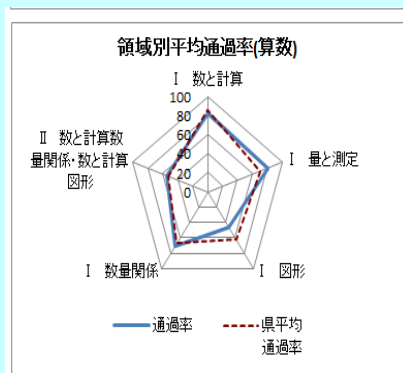 領域別平均通過率(算数)
Ⅰ 数と計算
100
80
60
40
20
0
Ⅰ 量と測定
Ⅰ 図形
Ⅰ 数量関係
Ⅱ 数と計算数
量関係・数と計算
図形
通過率
県平均
通過率